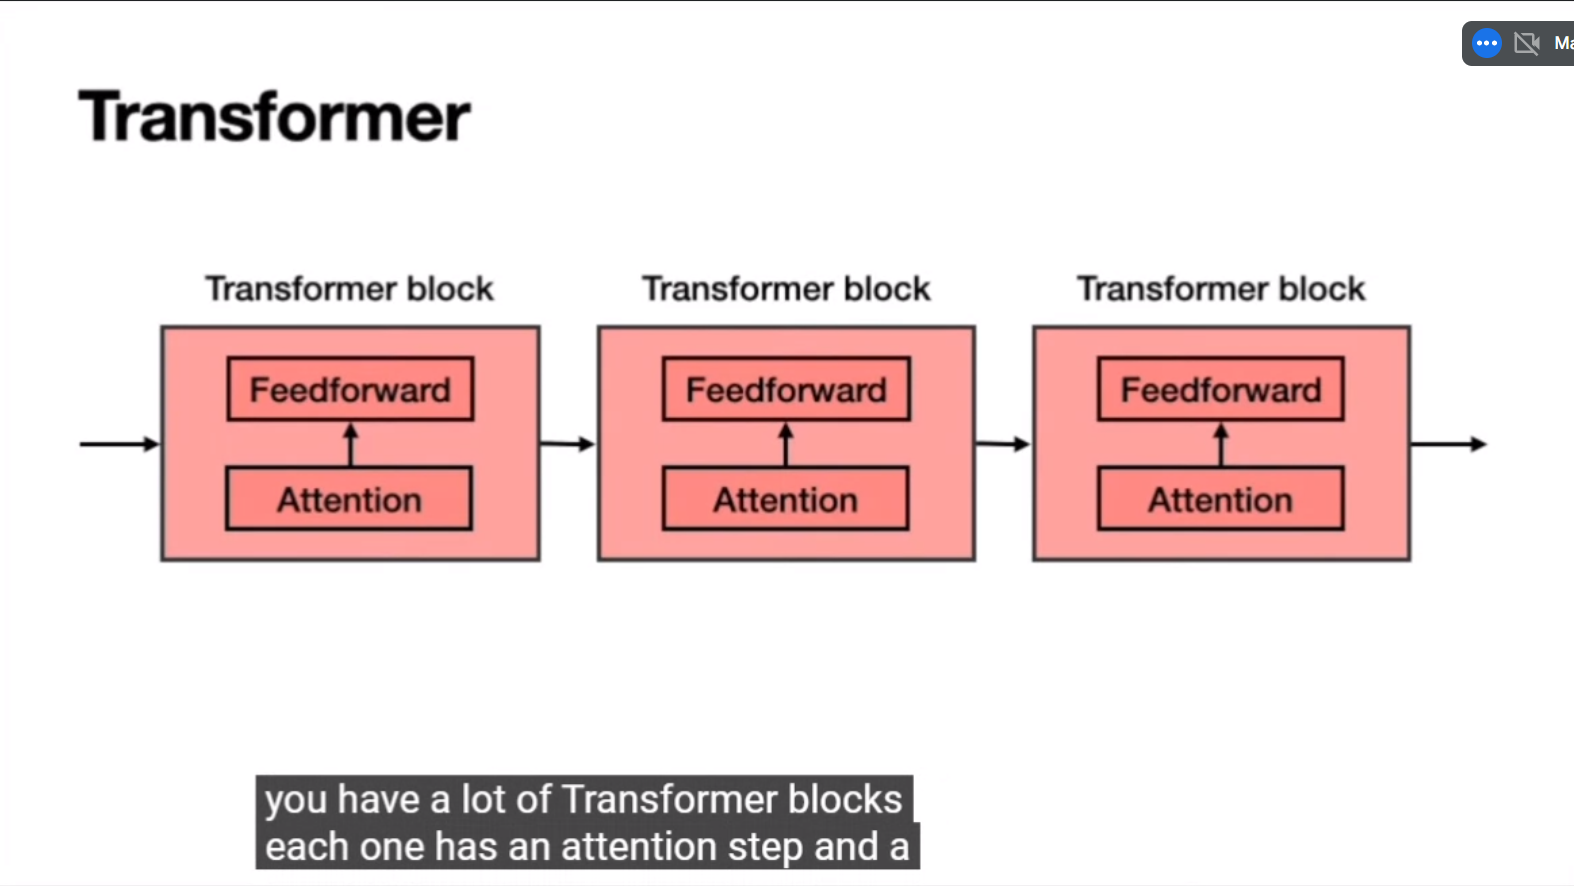 Ma
Transformer
Transformer block
Transformer block
Transformer block
Feedforward
Feedforward
Feedforward
Attention
Attention
Attention
you have a lot of Transformer blocks
each one has an attention step and a